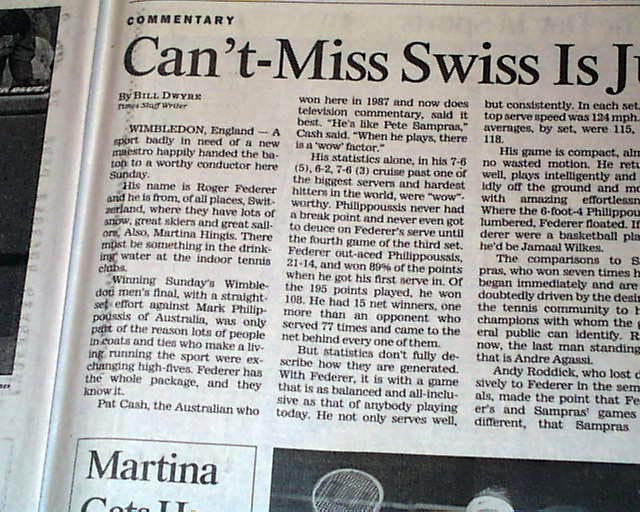 COMMENTARY
Can't-Miss Swiss Is
By BILL DWYRE
Times Staff Writer
WIMBLEDON, England — A
sport badly in need of a new
maestro happily handed the ba-
ton to a worthy conductor here
Sunday.
His name is Roger Federer
and he is from, of all places, Swit-
zerland, where they have lots of
snow, great skiers and great sail-
ors. Also, Martina Hingis. There
must be something in the drink-
ing water at the indoor tennis
clubs.
Winning Sunday's Wimble-
don men's final, with a straight-
set effort against Mark Philip-
poussis of Australia, was only
part of the reason lots of people
in coats and ties who make a liv-
ing running the sport were ex-
changing high-fives. Federer has
the whole package, and they
know it.
Pat Cash, the Australian who
won here in 1987 and now does
television commentary, said it
best. "He's like Pete Sampras,"
Cash said. "When he plays, there
is a 'wow' factor."
His statistics alone, in his 7-6
(5), 6-2, 7-6 (3) cruise past one of
the biggest servers and hardest
hitters in the world, were "wow"-
worthy. Philippoussis never had
a break point and never even got
to deuce on Federer's serve until
the fourth game of the third set.
Federer out-aced Philippoussis,
21-14, and won 89% of the points
when he got his first serve in. Of
the 195 points played, he won
108. He had 15 net winners, one
more than an opponent who
served 77 times and came to the
net behind every one of them.
But statistics don't fully de-
scribe how they are generated.
With Federer, it is with a game
that is as balanced and all-inclu-
sive as that of anybody playing
today. He not only serves well,
but consistently. In each set,
top serve speed was 124 mph.
averages, by set, were 115,
118.
His game is compact,
no wasted motion. He
well, plays intelligently and
idly off the ground and
with amazing
Where the 6-foot-4
lumbered, Federer floated. If
derer were a basketball
he'd be Jamaal Wilkes.
The comparisons to
pras, who won seven times
began immediately and are
doubtedly driven by the
the tennis community to
champions with whom the
eral public can identify.
now, the last man standing
that is Andre Agassi.
Andy Roddick, who lost
sively to Federer in the
als, made the point that
er's and Sampras' games
different, that Sampras
Martina